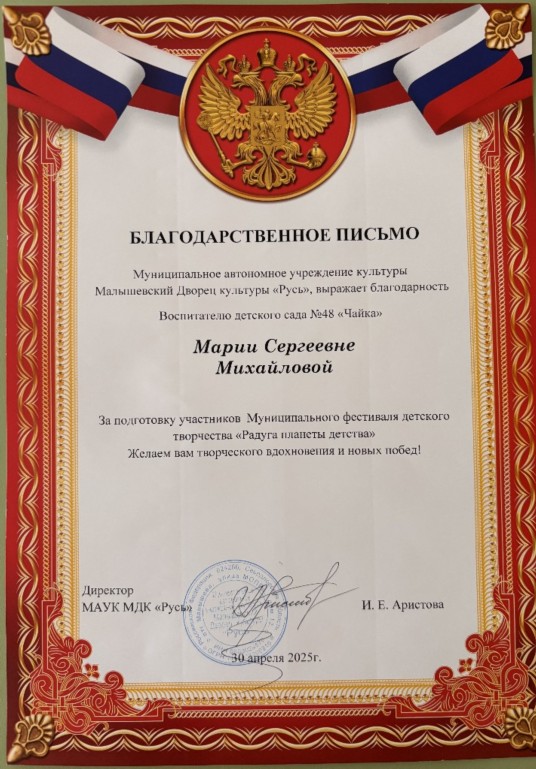 БЛАГОДАРСТВЕННОЕ ПИСЬМО
Муниципальное автономное учреждение культуры
Малышевский Дворец культуры «Русь», выражает благодарность
Воспитателю детского сада №48 «Чайка»
Марии Сергеевне
Михайловой
За подготовку участников Муниципального фестиваля детского
творчества «Радуга планеты детства»
Желаем вам творческого вдохновения и новых побед!
Директор
МАУК МДК «Русь»
И. Е. Аристова
30 апреля 2025г.